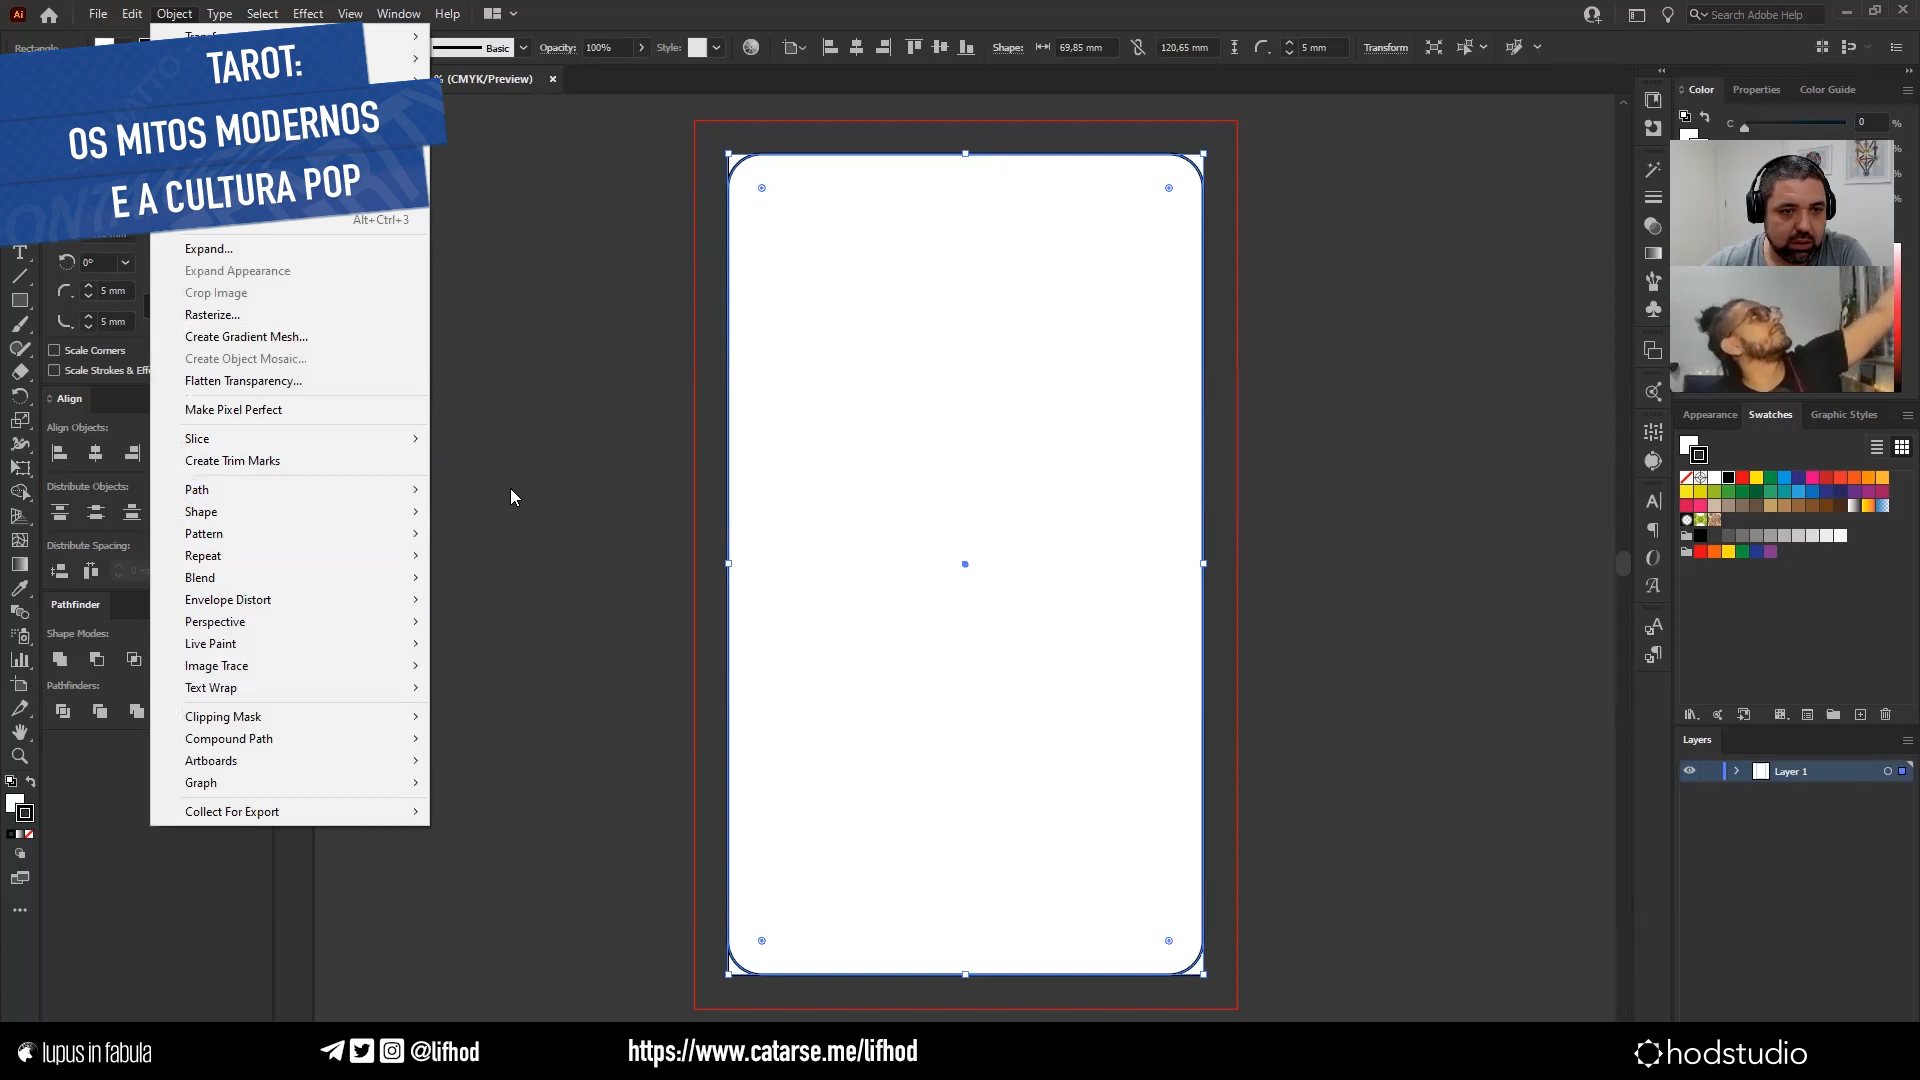 Ai
File Edit Object Type Select Effect View Window Help
Search Adobe Help
Rectangle
Basic
Opacity: 100%
Style:
Shape: 69,85 mm 120,65 mm 5 mm Transform
% (CMYK/Preview) ×
TAROT:
OS MITOS MODERNOS
E A CULTURA POP
Alt+Ctrl+3
Expand...
Expand Appearance
Crop Image
Rasterize...
Create Gradient Mesh...
Create Object Mosaic...
Flatten Transparency...
Make Pixel Perfect
Slice
Create Trim Marks
Path
Shape
Pattern
Repeat
Blend
Envelope Distort
Perspective
Live Paint
Image Trace
Text Wrap
Clipping Mask
Compound Path
Artboards
Graph
Collect For Export
0°
5 mm
5 mm
Scale Corners
Scale Strokes & Effe
Align
Align Objects:
Distribute Objects:
Distribute Spacing:
Pathfinder
Shape Modes:
Pathfinders:
Color Properties Color Guide
C 0 %
%
%
%
Appearance Swatches Graphic Styles
Layers
Layer 1
lupus in fabula
@lifhod
https://www.catarse.me/lifhod
hodstudio